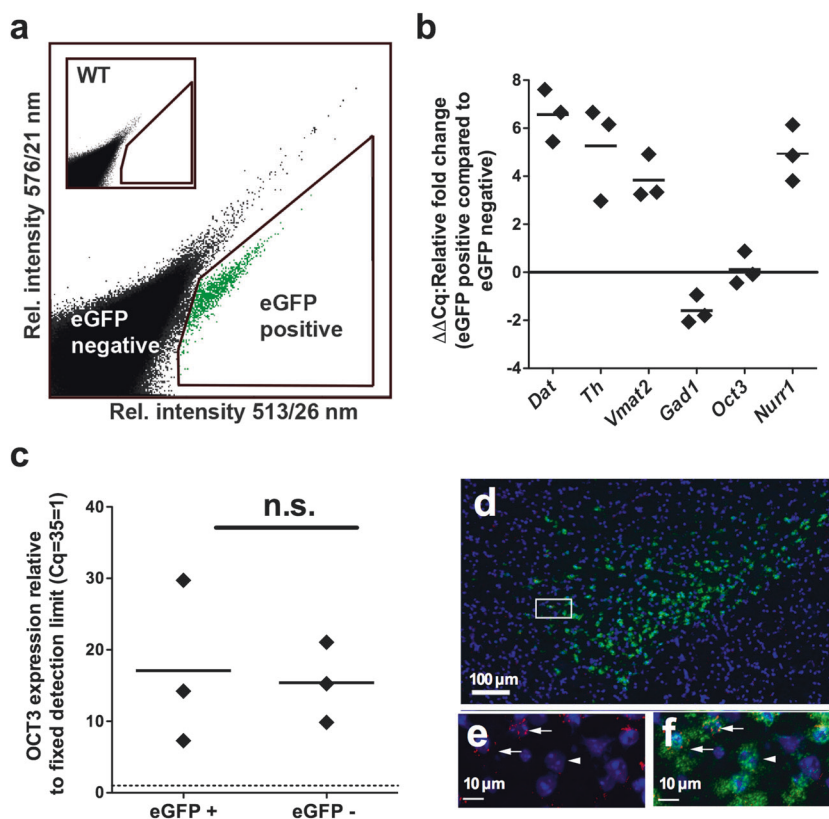 a
WT
Rel. intensity 576/21 nm
eGFP
negative
eGFP
positive
Rel. intensity 513/26 nm
b
ΔΔCq:Relative fold change
(eGFP positive compared to
eGFP negative)
8
6
4
2
0
-2
-4
Dat
Th
Vmat2
Gad1
Oct3
Nurr1
c
OCT3 expression relative
to fixed detection limit (Cq=35=1)
40
30
20
10
0
n.s.
eGFP +
eGFP -
d
100 µm
e
10 µm
f
10 µm